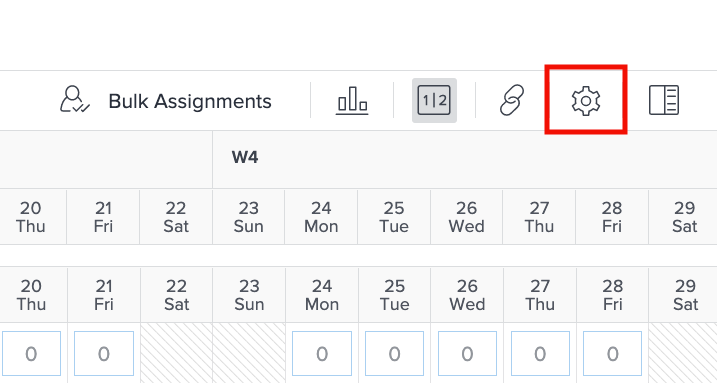 Bulk Assignments
1|2
W4
20 21 22 23 24 25 26 27 28 29
Thu Fri Sat Sun Mon Tue Wed Thu Fri Sat
20 21 22 23 24 25 26 27 28 29
Thu Fri Sat Sun Mon Tue Wed Thu Fri Sat
0 0 0 0 0 0 0